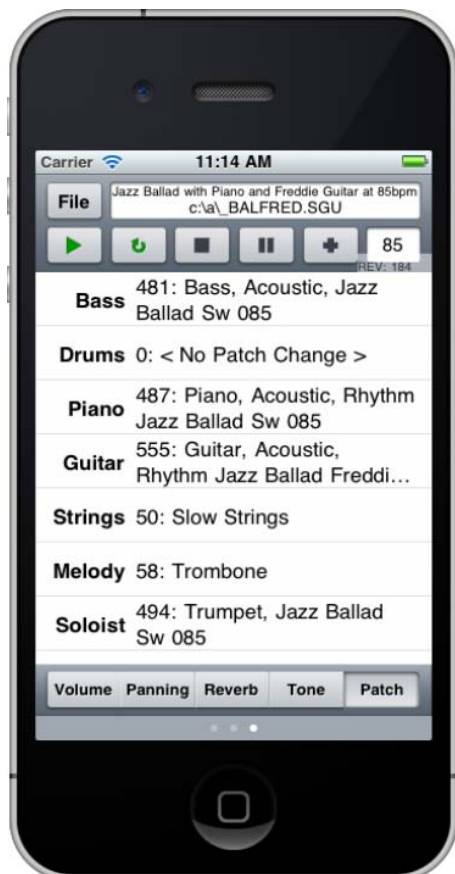 Carrier 11:14 AM
File
Jazz Ballad with Piano and Freddie Guitar at 85bpm
c:\a\_BALFRED.SGU
85
REV: 184
Bass 481: Bass, Acoustic, Jazz
Ballad Sw 085
Drums 0: < No Patch Change >
Piano 487: Piano, Acoustic, Rhythm
Jazz Ballad Sw 085
Guitar 555: Guitar, Acoustic,
Rhythm Jazz Ballad Freddi...
Strings 50: Slow Strings
Melody 58: Trombone
Soloist 494: Trumpet, Jazz Ballad
Sw 085
Volume Panning Reverb Tone Patch